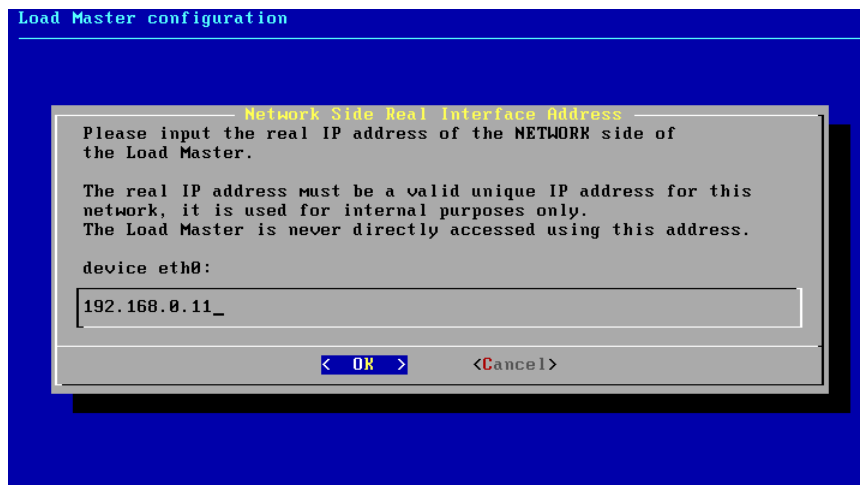 Load Master configuration
Network Side Real Interface Address
Please input the real IP address of the NETWORK side of
the Load Master.
The real IP address must be a valid unique IP address for this
network, it is used for internal purposes only.
The Load Master is never directly accessed using this address.
device eth0:
192.168.0.11_
< OK > <Cancel>